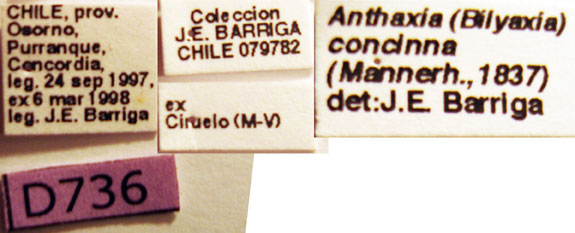 CHILE, prov.
Osorno,
Purranque,
Concordia,
leg. 24 sep 1997,
ex 6 mar 1998
leg. J.E. Barriga
Coleccion
J.E. BARRIGA
CHILE 079782
ex
Ciruelo (M-V)
Anthaxia (Bilyaxia)
concinna
(Mannerh., 1837)
det:J.E. Barriga
D736